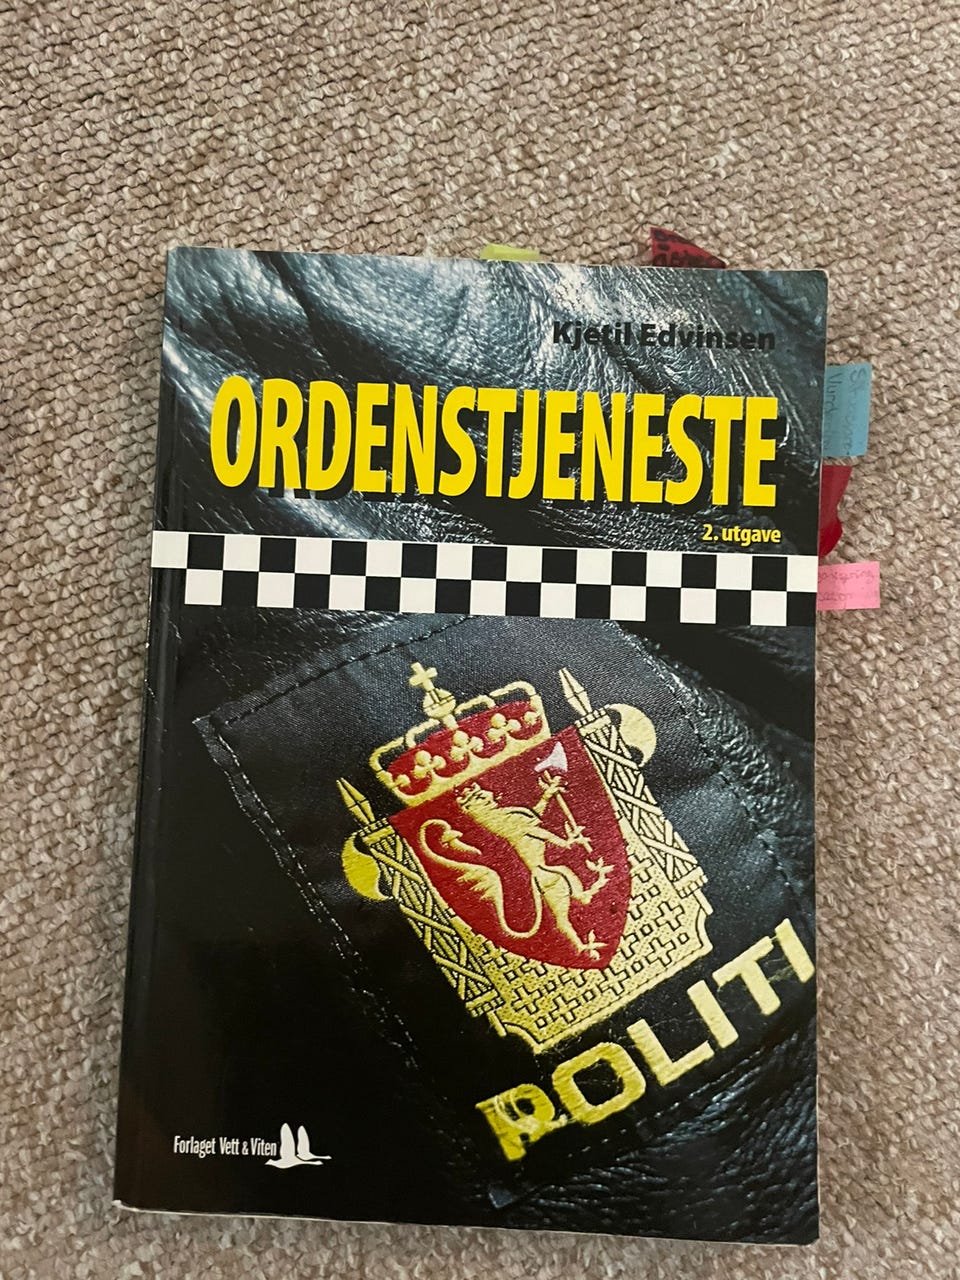 Kjetil Edvinsen
ORDENSTJENESTE
2. utgave
POLITI
Forlaget Vett & Viten